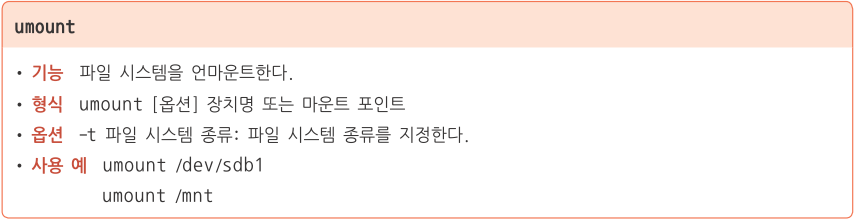 umount
• 기능 파일 시스템을 언마운트한다.
• 형식 umount [옵션] 장치명 또는 마운트 포인트
• 옵션 -t 파일 시스템 종류: 파일 시스템 종류를 지정한다.
• 사용 예 umount /dev/sdb1
umount /mnt